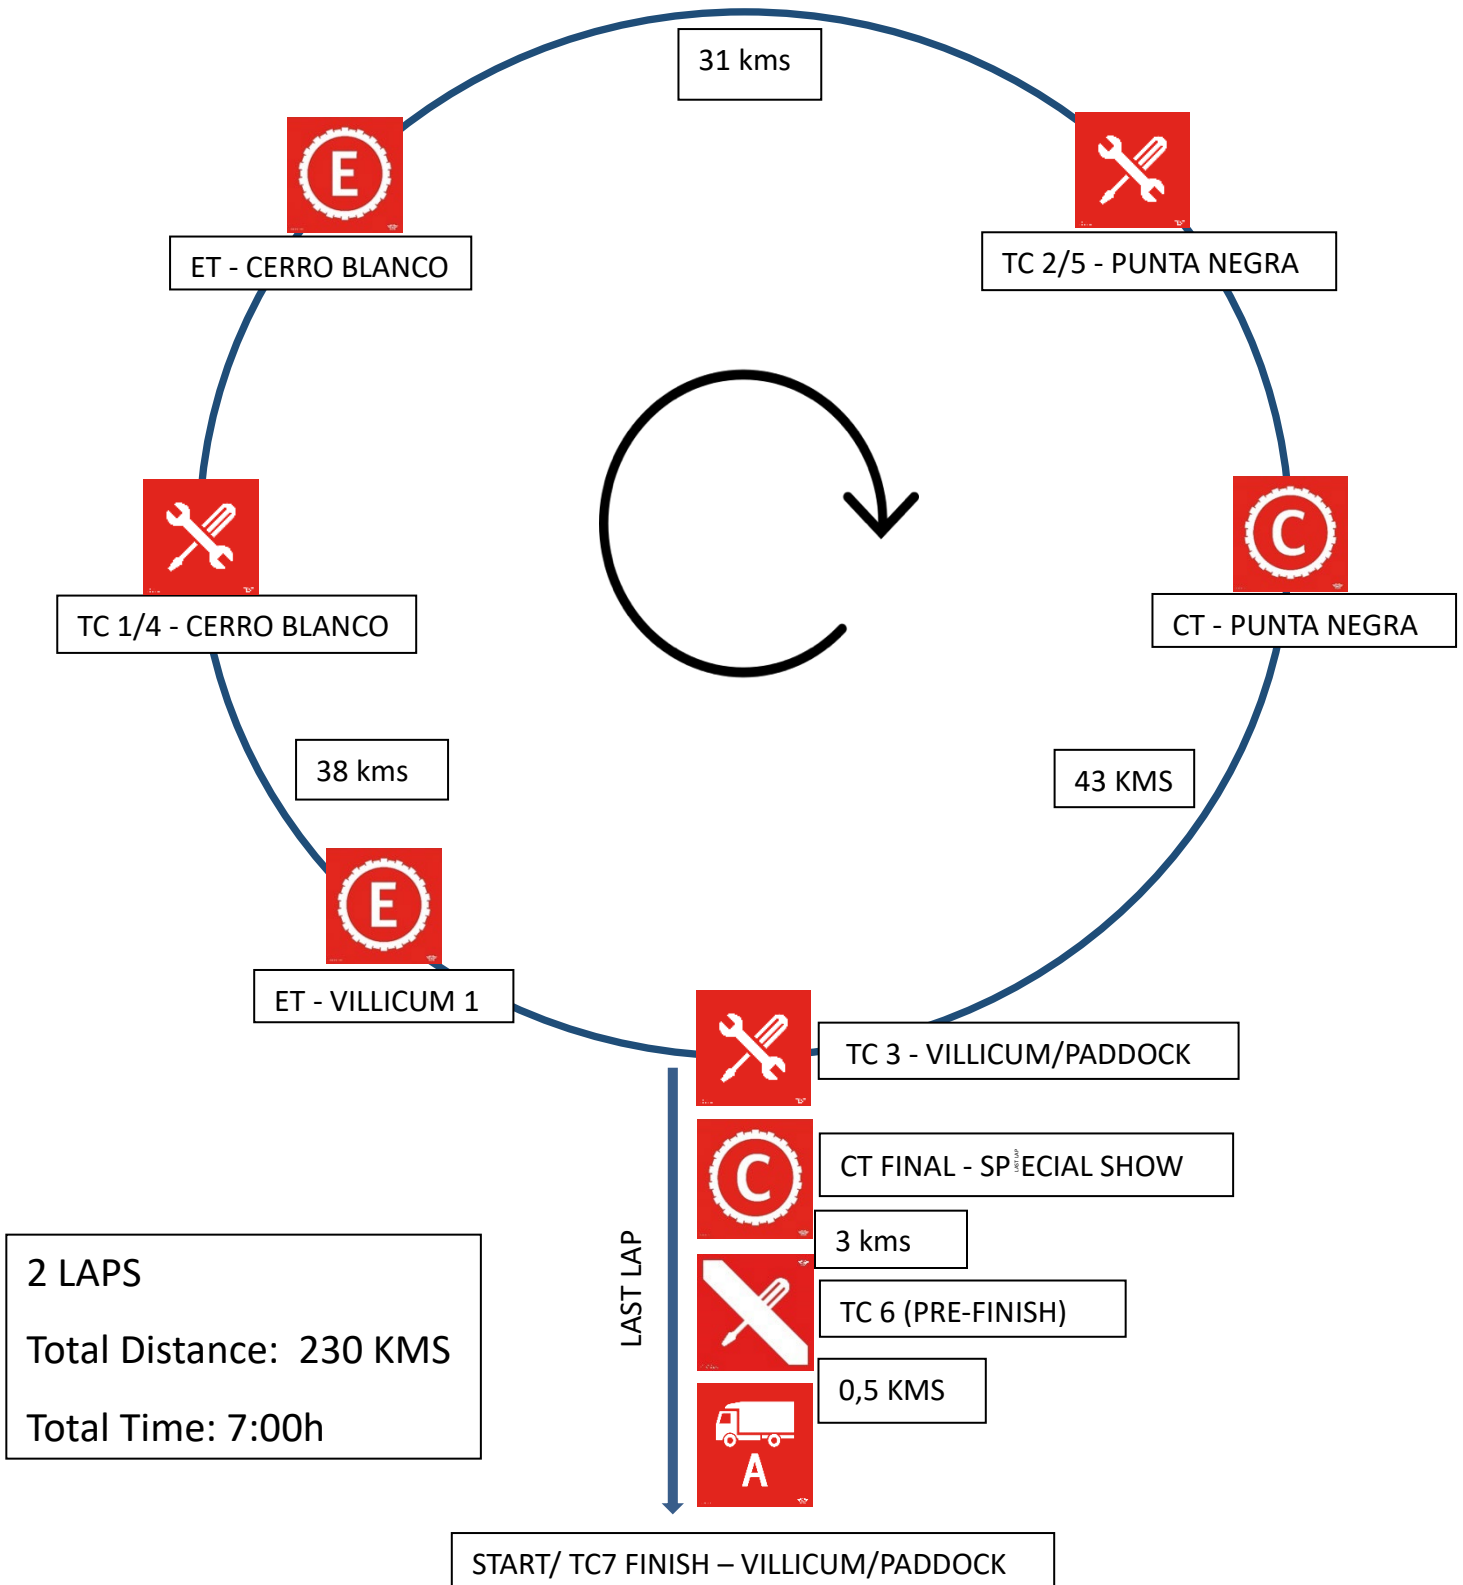 31 kms
E
ET - CERRO BLANCO
TC 2/5 - PUNTA NEGRA
TC 1/4 - CERRO BLANCO
C
CT - PUNTA NEGRA
38 kms
43 KMS
E
ET - VILLICUM 1
TC 3 - VILLICUM/PADDOCK
C
CT FINAL - SPECIAL SHOW
LAST LAP
3 kms
LAST LAP
TC 6 (PRE-FINISH)
0,5 KMS
A
2 LAPS
Total Distance: 230 KMS
Total Time: 7:00h
START/ TC7 FINISH – VILLICUM/PADDOCK